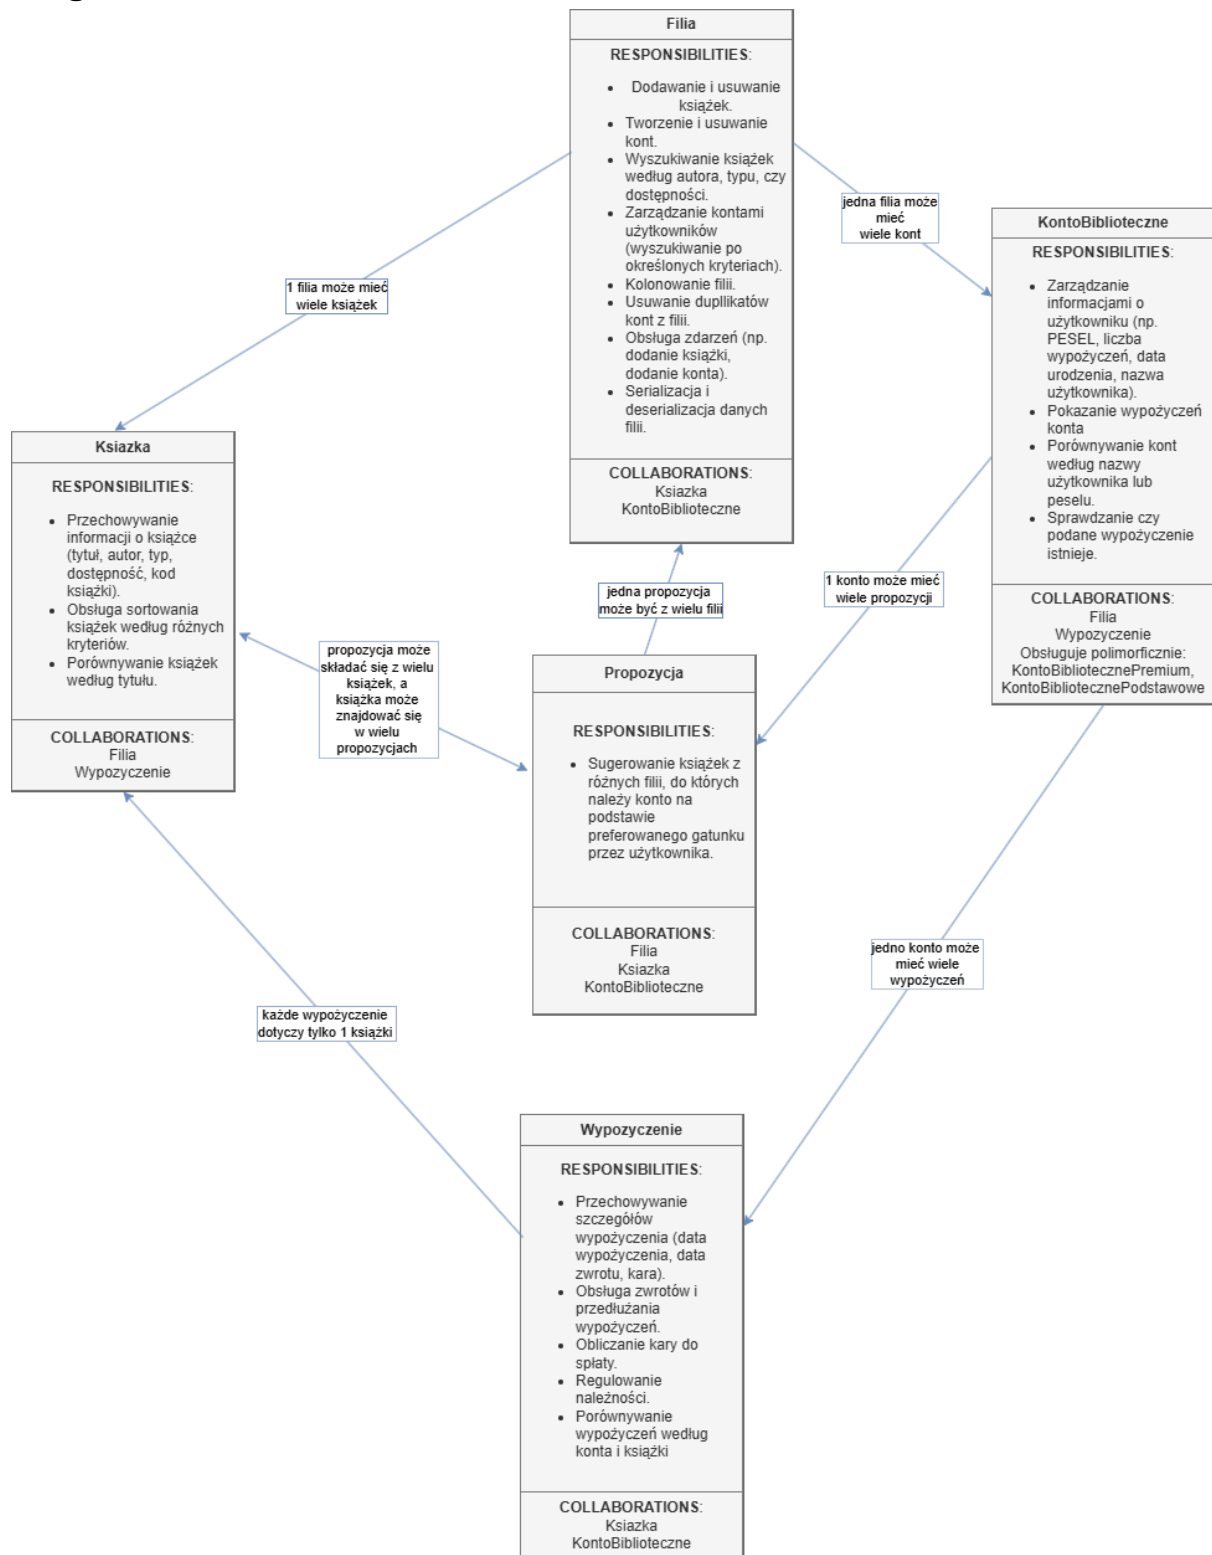 Filia
RESPONSIBILITIES:
• Dodawanie i usuwanie
książek.
• Tworzenie i usuwanie
kont.
• Wyszukiwanie książek
według autora, typu, czy
dostępności.
• Zarządzanie kontami
użytkowników
(wyszukiwanie po
określonych kryteriach).
• Kolonowanie filii.
• Usuwanie dupllikatów
kont z filii.
• Obsługa zdarzeń (np.
dodanie książki,
dodanie konta).
• Serializacja i
deserializacja danych
filii.
COLLABORATIONS:
Ksiazka
KontoBiblioteczne
jedna filia może
mieć
wiele kont
KontoBiblioteczne
RESPONSIBILITIES:
• Zarządzanie
informacjami o
użytkowniku (np.
PESEL, liczba
wypożyczeń, data
urodzenia, nazwa
użytkownika).
• Pokazanie wypożyczeń
konta
• Porównywanie kont
według nazwy
użytkownika lub
peselu.
• Sprawdzanie czy
podane wypożyczenie
istnieje.
COLLABORATIONS:
Filia
Wypozyczenie
Obsługuje polimorficznie:
KontoBibliotecznePremium,
KontoBibliotecznePodstawowe
1 filia może mieć
wiele książek
Ksiazka
RESPONSIBILITIES:
• Przechowywanie
informacji o książce
(tytuł, autor, typ,
dostępność, kod
książki).
• Obsługa sortowania
książek według różnych
kryteriów.
• Porównywanie książek
według tytułu.
COLLABORATIONS:
Filia
Wypozyczenie
jedna propozycja
może być z wielu filii
1 konto może mieć
wiele propozycji
propozycja może
składać się z wielu
książek, a
książka może
znajdować się
w wielu
propozycjach
Propozycja
RESPONSIBILITIES:
• Sugerowanie książek z
różnych filii, do których
należy konto na
podstawie
preferowanego gatunku
przez użytkownika.
COLLABORATIONS:
Filia
Ksiazka
KontoBiblioteczne
jedno konto może
mieć wiele
wypożyczeń
każde wypożyczenie
dotyczy tylko 1 książki
Wypozyczenie
RESPONSIBILITIES:
• Przechowywanie
szczegółów
wypożyczenia (data
wypożyczenia, data
zwrotu, kara).
• Obsługa zwrotów i
przedłużania
wypożyczeń.
• Obliczanie kary do
spłaty.
• Regulowanie
należności.
• Porównywanie
wypożyczeń według
konta i książki
COLLABORATIONS:
Ksiazka
KontoBiblioteczne